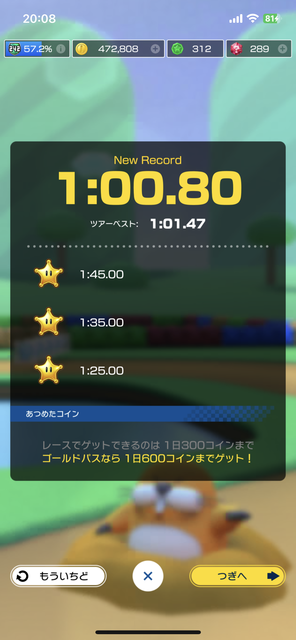 20:08
81
57.2%
472,808
312
289
New Record
1:00.80
ツアーベスト: 1:01.47
1:45.00
1:35.00
1:25.00
あつめたコイン
レースでゲットできるのは 1日300コインまで
ゴールドパスなら 1日600コインまでゲット!
もういちど
つぎへ